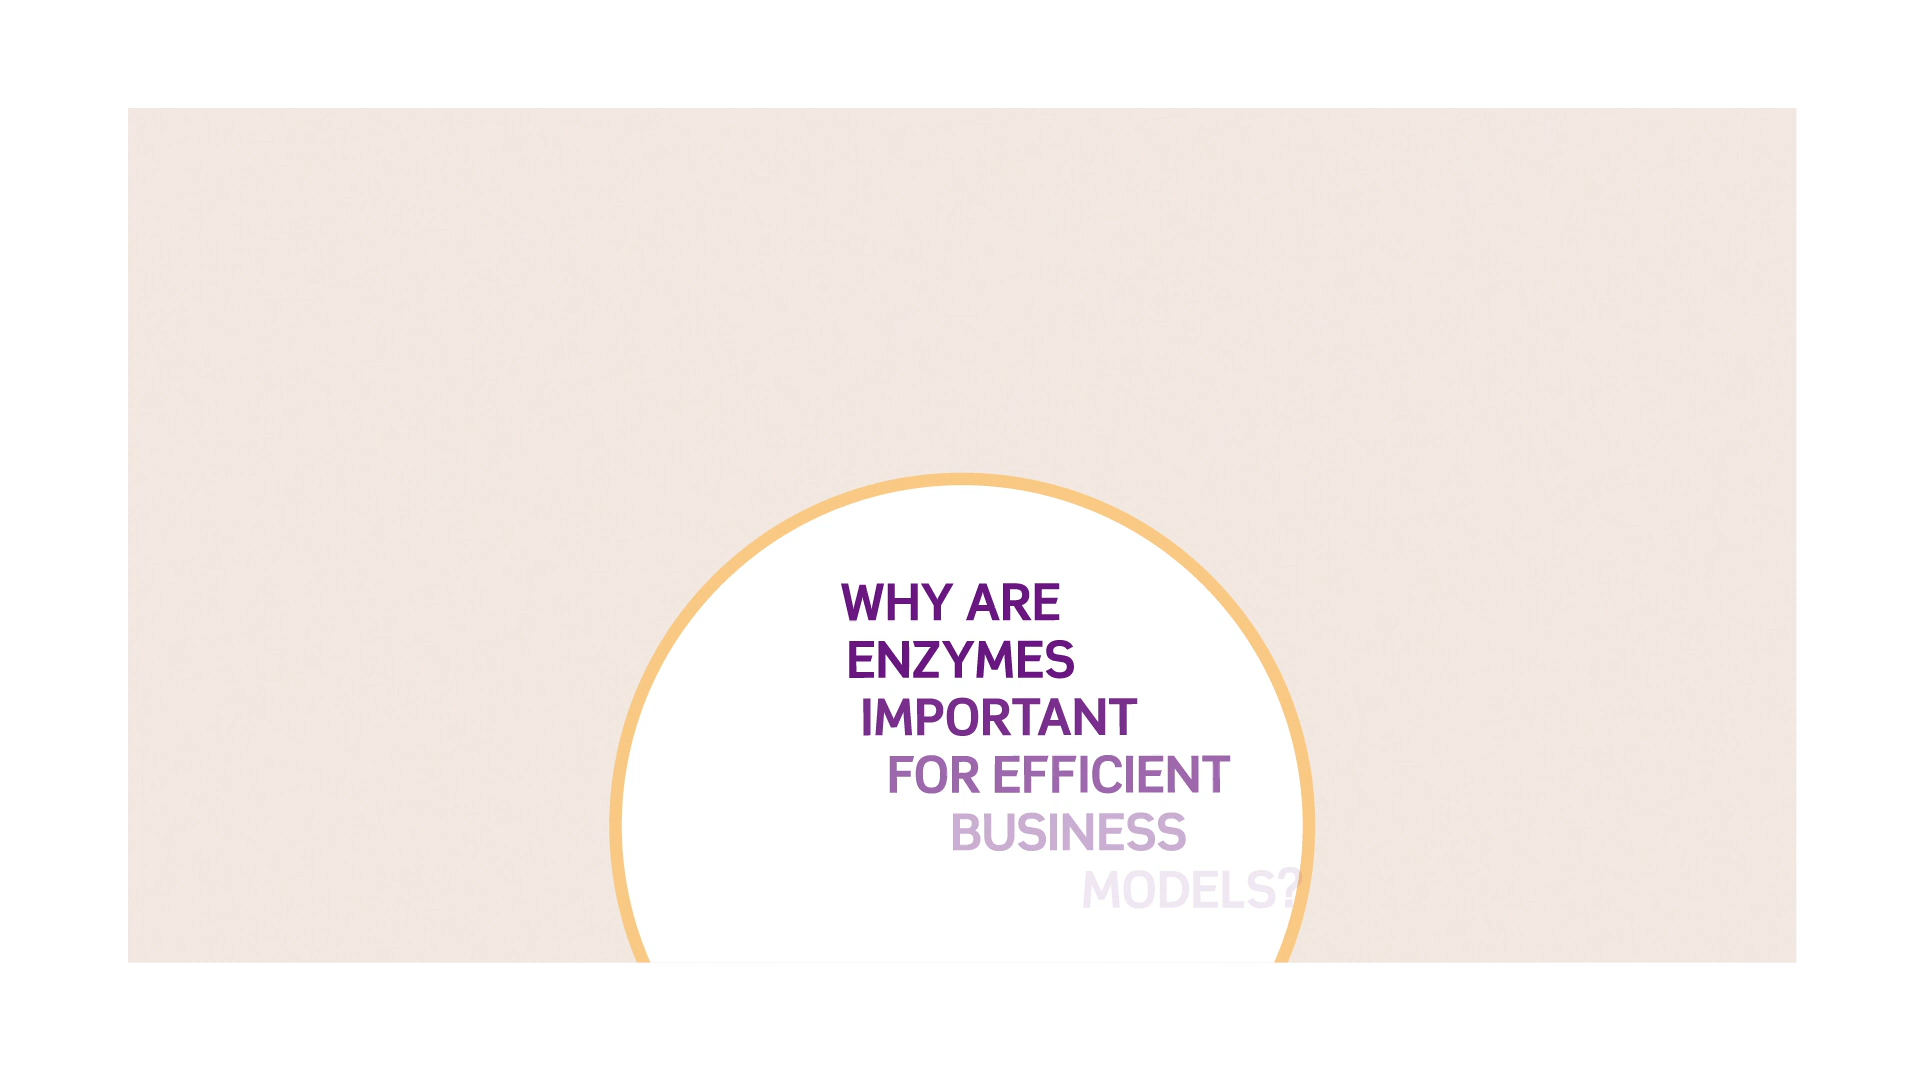 WHY ARE
ENZYMES
IMPORTANT
FOR EFFICIENT
BUSINESS
MODELS?